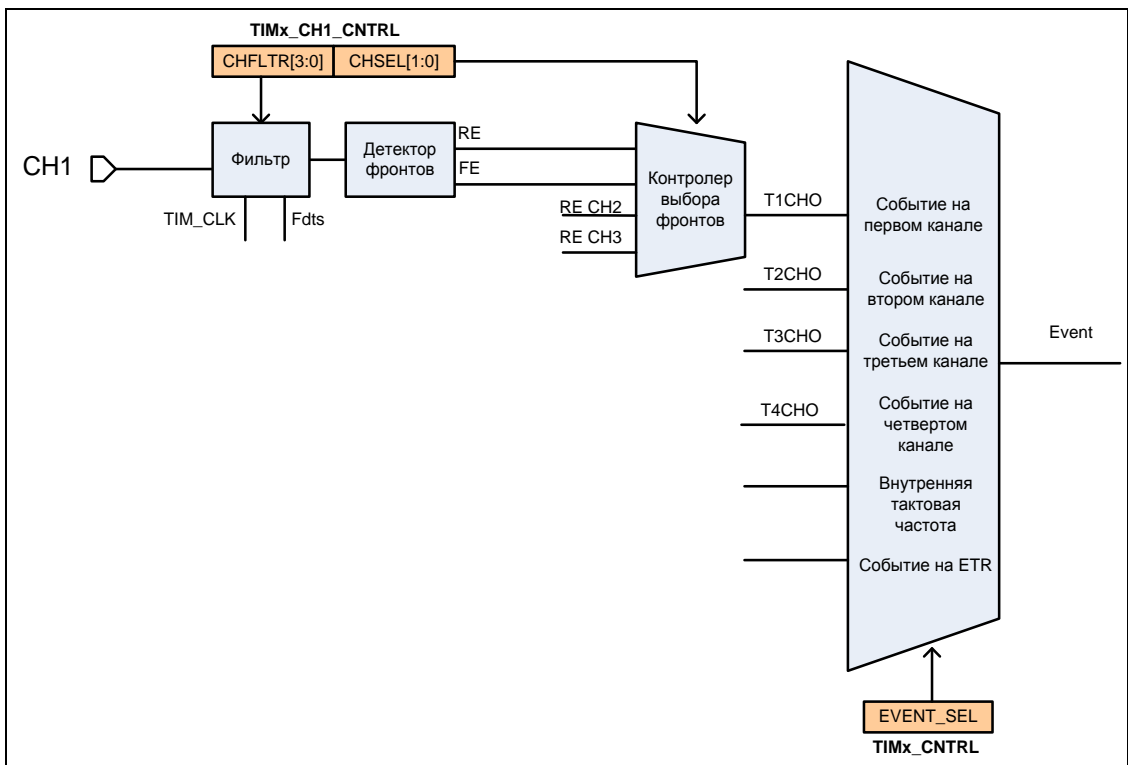 TIMx_CH1_CNTRL
CHFLTR[3:0]
CHSEL[1:0]
CH1
Фильтр
Детектор
фронтов
RE
FE
TIM_CLK
Fdts
RE CH2
RE CH3
Контролер
выбора
фронтов
T1CHO
Событие на
первом канале
T2CHO
Событие на
втором канале
T3CHO
Событие на
третьем канале
Event
T4CHO
Событие на
четвертом
канале
Внутренняя
тактовая
частота
Событие на ETR
EVENT_SEL
TIMx_CNTRL